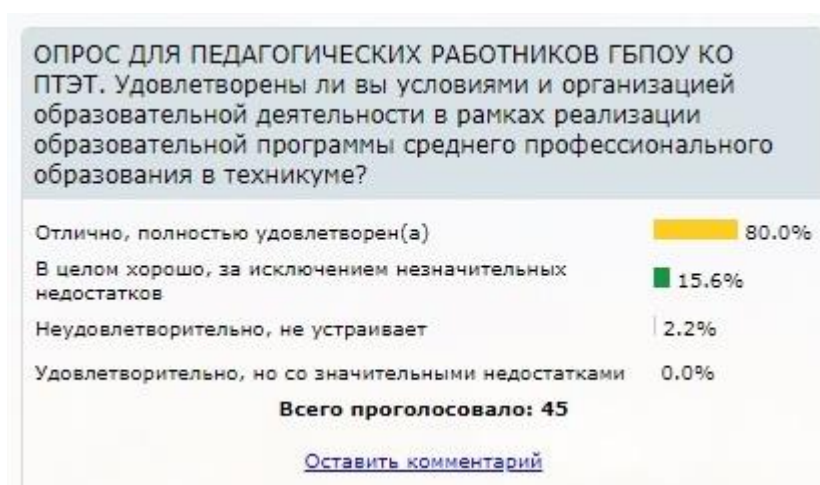 ОПРОС ДЛЯ ПЕДАГОГИЧЕСКИХ РАБОТНИКОВ ГБПОУ КО
ПТЭТ. Удовлетворены ли вы условиями и организацией
образовательной деятельности в рамках реализации
образовательной программы среднего профессионального
образования в техникуме?
Отлично, полностью удовлетворен(а) 80.0%
В целом хорошо, за исключением незначительных
недостатков 15.6%
Неудовлетворительно, не устраивает 2.2%
Удовлетворительно, но со значительными недостатками 0.0%
Всего проголосовало: 45
Оставить комментарий